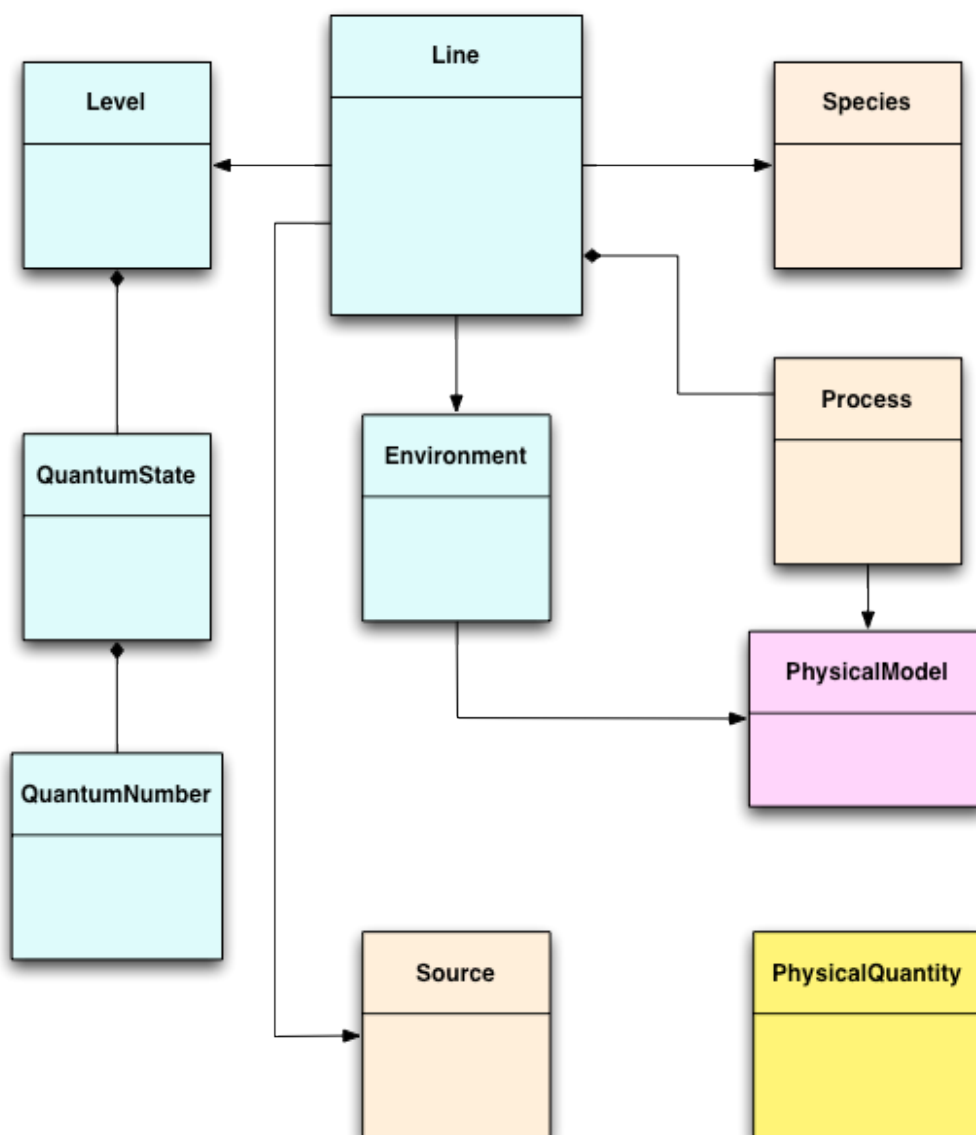 Line
Level
Species
Process
Environment
QuantumState
PhysicalModel
QuantumNumber
Source
PhysicalQuantity